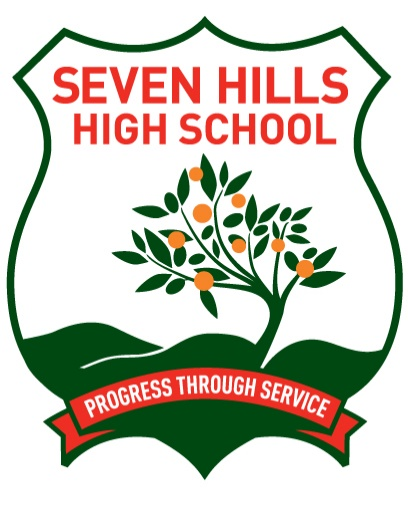 SEVEN HILLS
HIGH SCHOOL
PROGRESS THROUGH SERVICE